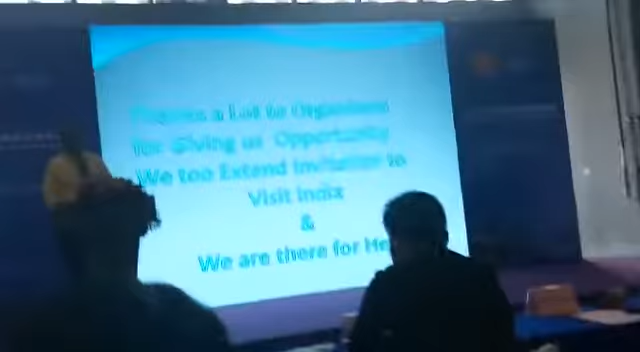 Thanks a Lot to Organisers
for Giving us Opportunity
We too Extend Invitation to
Visit India
&
We are there for